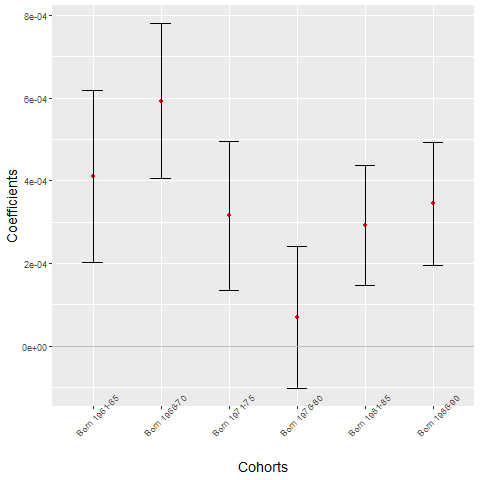 8e-04
6e-04
4e-04
2e-04
0e+00
Coefficients
Born 1961-65
Born 1966-70
Born 1971-75
Born 1976-80
Born 1981-85
Born 1986-90
Cohorts